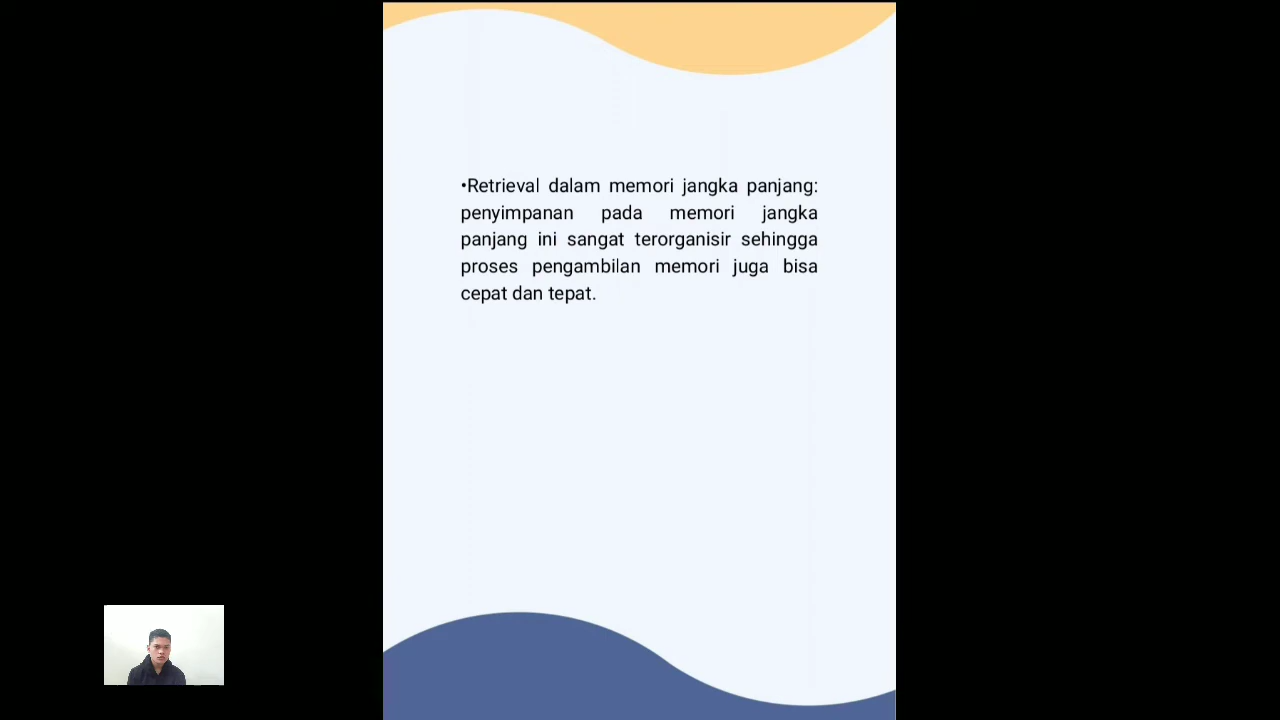 •Retrieval dalam memori jangka panjang:
penyimpanan pada memori jangka
panjang ini sangat terorganisir sehingga
proses pengambilan memori juga bisa
cepat dan tepat.